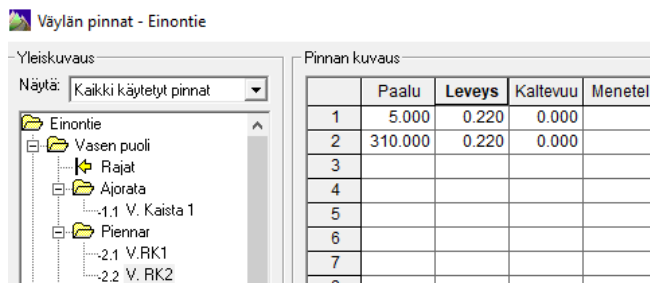 Väylän pinnat - Einontie
Yleiskuvaus
Näytä: Kaikki käytetyt pinnat
Einontie
Vasen puoli
Rajat
Ajorata
-1.1 V. Kaista 1
Piennar
-2.1 V.RK1
-2.2 V. RK2
Pinnan kuvaus
Paalu Leveys Kaltevuu Menetel
1 5.000 0.220 0.000
2 310.000 0.220 0.000
3
4
5
6
7